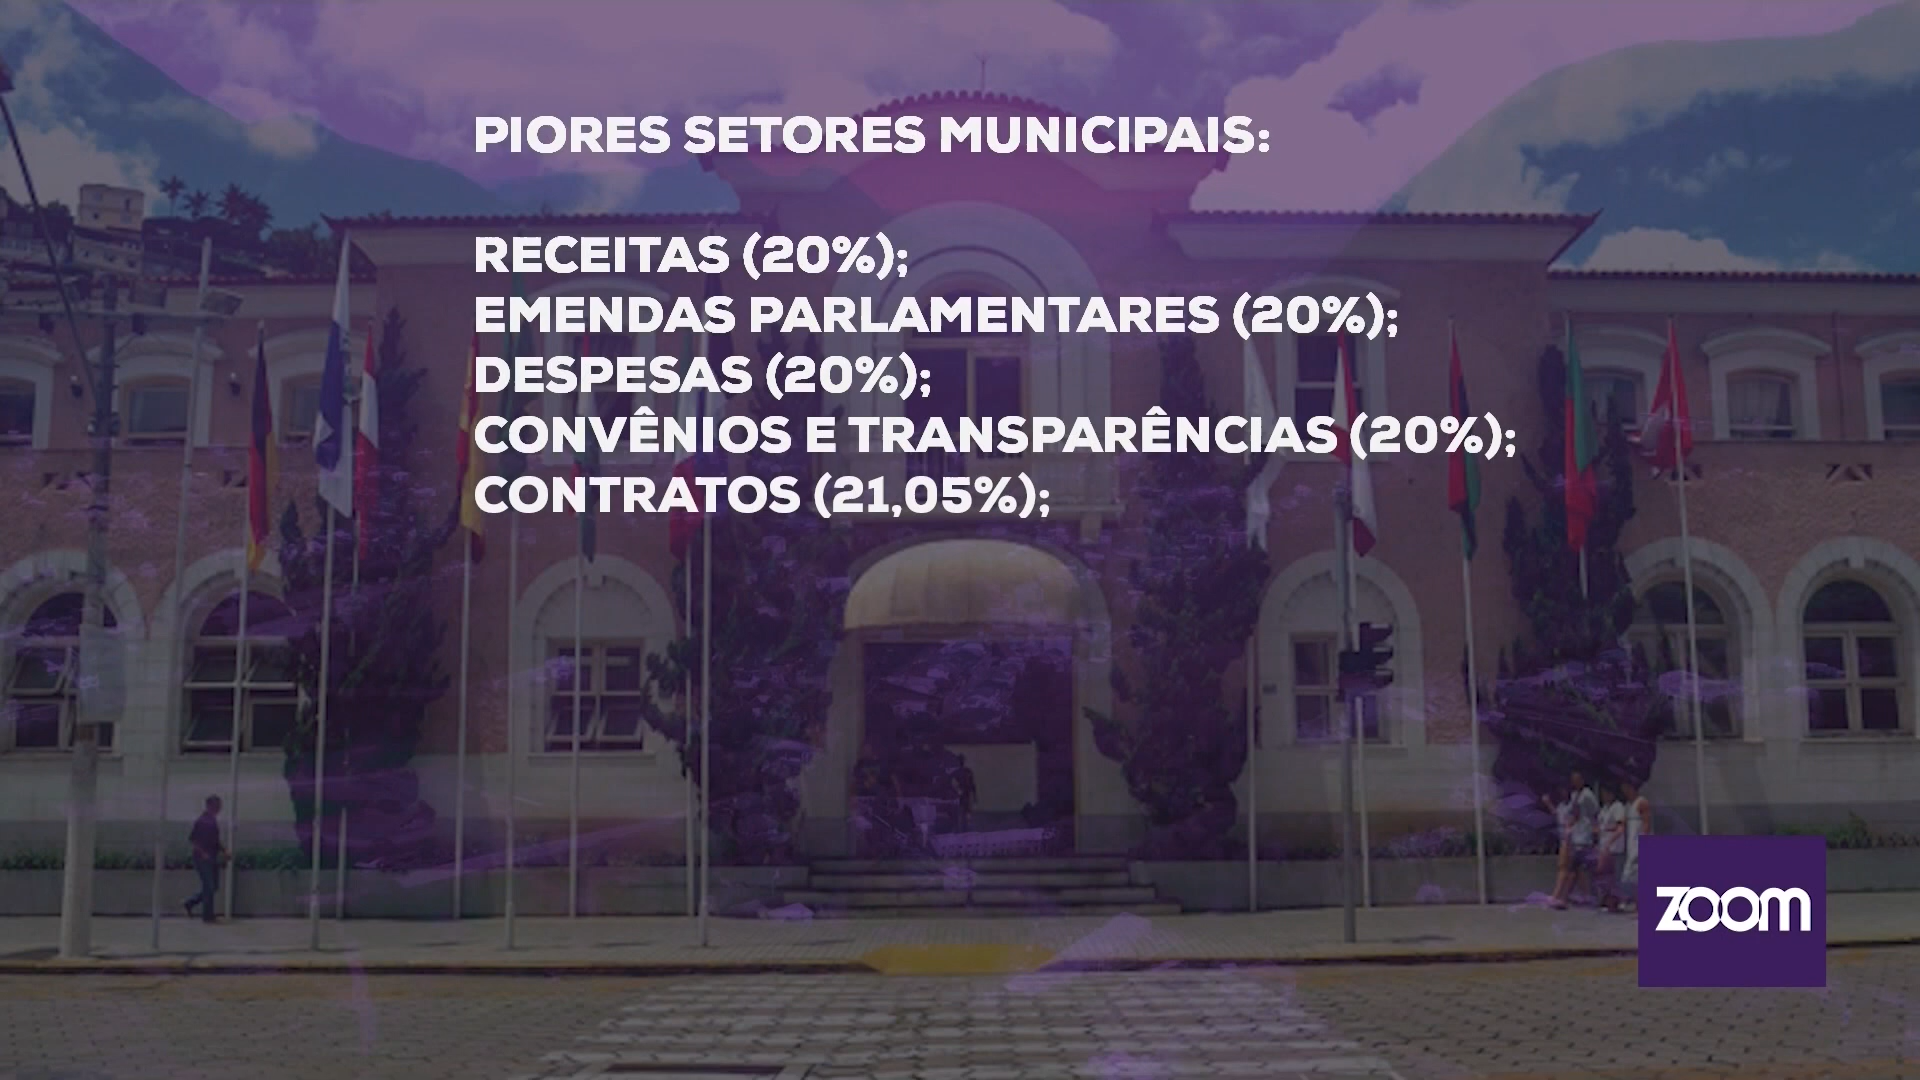 PIORES SETORES MUNICIPAIS:
RECEITAS (20%);
EMENDAS PARLAMENTARES (20%);
DESPESAS (20%);
CONVÊNIOS E TRANSPARÊNCIAS (20%);
CONTRATOS (21,05%);
ZOOM